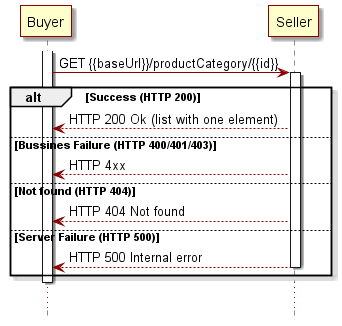 Buyer
Seller
GET {{baseUrl}}/productCategory/{{id}}
alt
[Success (HTTP 200)]
HTTP 200 Ok (list with one element)
[Bussines Failure (HTTP 400/401/403)]
HTTP 4xx
[Not found (HTTP 404)]
HTTP 404 Not found
[Server Failure (HTTP 500)]
HTTP 500 Internal error